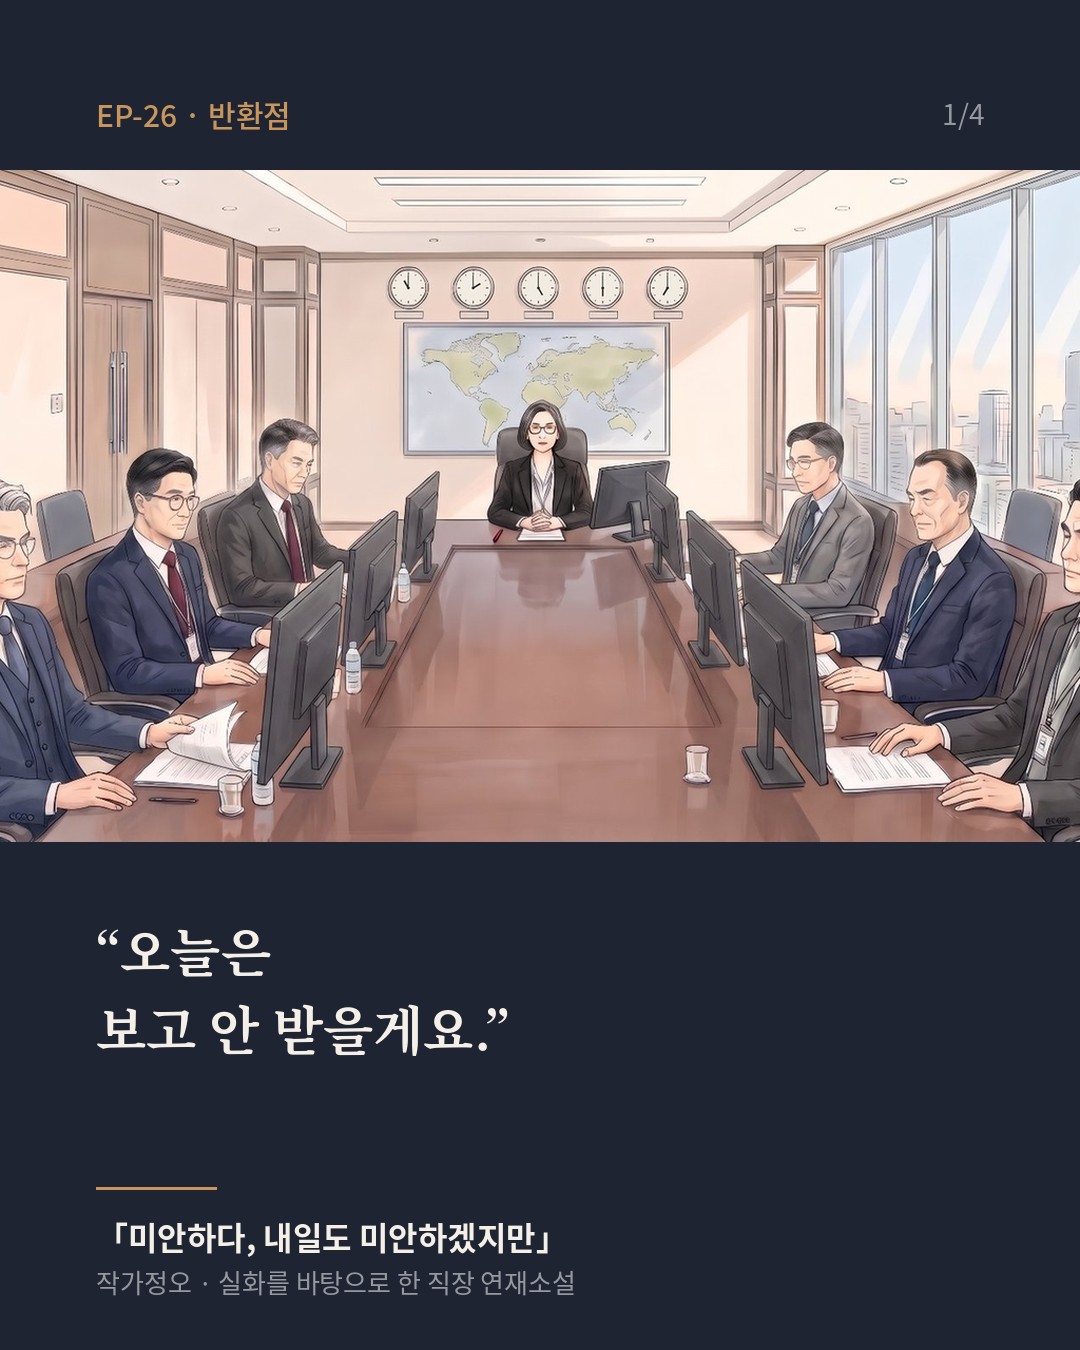 EP-26 · 반환점
1/4
“오늘은
보고 안 받을게요.”
「미안하다, 내일도 미안하겠지만」
작가정오 · 실화를 바탕으로 한 직장 연재소설